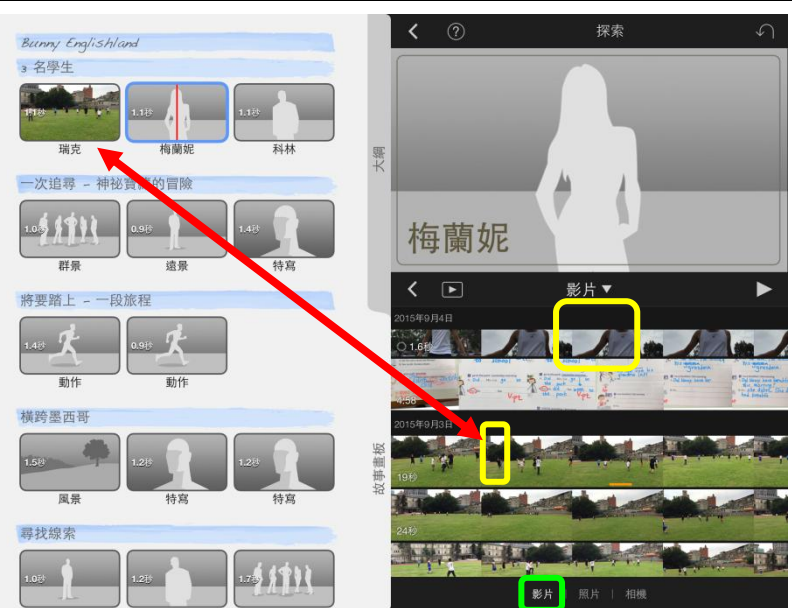 Bunny Englishland
3 名學生
1.1秒
1.1秒
1.1秒
瑞克
梅蘭妮
科林
一次追尋 – 神祕寶藏的冒險
1.0秒
0.9秒
1.4秒
群景
遠景
特寫
將要踏上 – 一段旅程
1.4秒
0.9秒
動作
動作
橫跨墨西哥
1.5秒
1.2秒
1.2秒
風景
特寫
特寫
尋找線索
1.0秒
1.2秒
1.7秒
大綱
故事畫板
探索
梅蘭妮
影片▼
2015年9月4日
1.6秒
4:58
2015年9月3日
19秒
24秒
影片 | 照片 | 相機